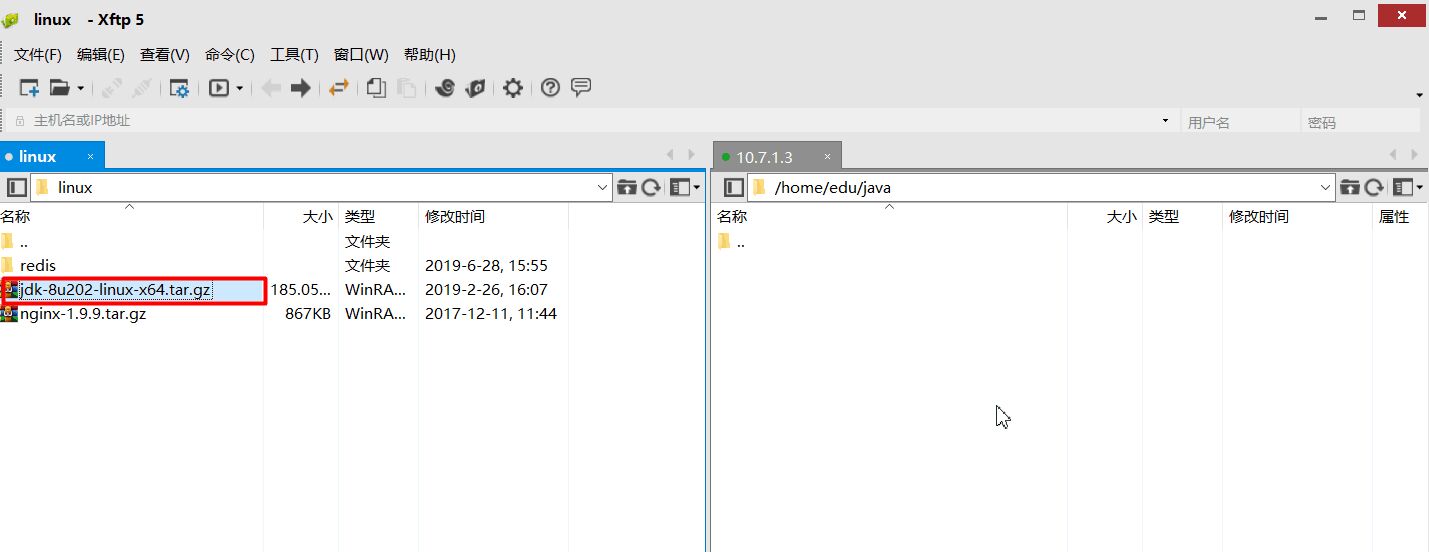 linux - Xftp 5
文件(F) 编辑(E) 查看(V) 命令(C) 工具(T) 窗口(W) 帮助(H)
主机名或IP地址 用户名 密码
linux 10.7.1.3
linux /home/edu/java
名称 大小 类型 修改时间 名称 大小 类型 修改时间 属性
.. 文件夹 ..
redis 文件夹 2019-6-28, 15:55
jdk-8u202-linux-x64.tar.gz 185.05... WinRA... 2019-2-26, 16:07
nginx-1.9.9.tar.gz 867KB WinRA... 2017-12-11, 11:44